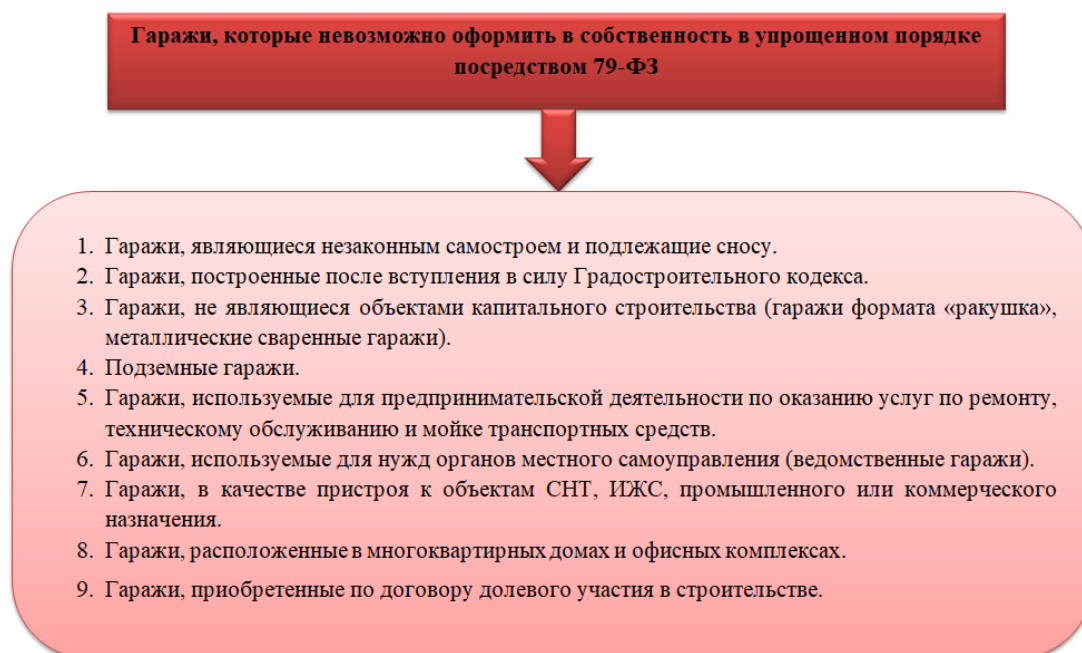 Гаражи, которые невозможно оформить в собственность в упрощенном порядке
посредством 79-ФЗ
1. Гаражи, являющиеся незаконным самостроем и подлежащие сносу.
2. Гаражи, построенные после вступления в силу Градостроительного кодекса.
3. Гаражи, не являющиеся объектами капитального строительства (гаражи формата «ракушка»,
металлические сваренные гаражи).
4. Подземные гаражи.
5. Гаражи, используемые для предпринимательской деятельности по оказанию услуг по ремонту,
техническому обслуживанию и мойке транспортных средств.
6. Гаражи, используемые для нужд органов местного самоуправления (ведомственные гаражи).
7. Гаражи, в качестве пристроя к объектам СНТ, ИЖС, промышленного или коммерческого
назначения.
8. Гаражи, расположенные в многоквартирных домах и офисных комплексах.
9. Гаражи, приобретенные по договору долевого участия в строительстве.